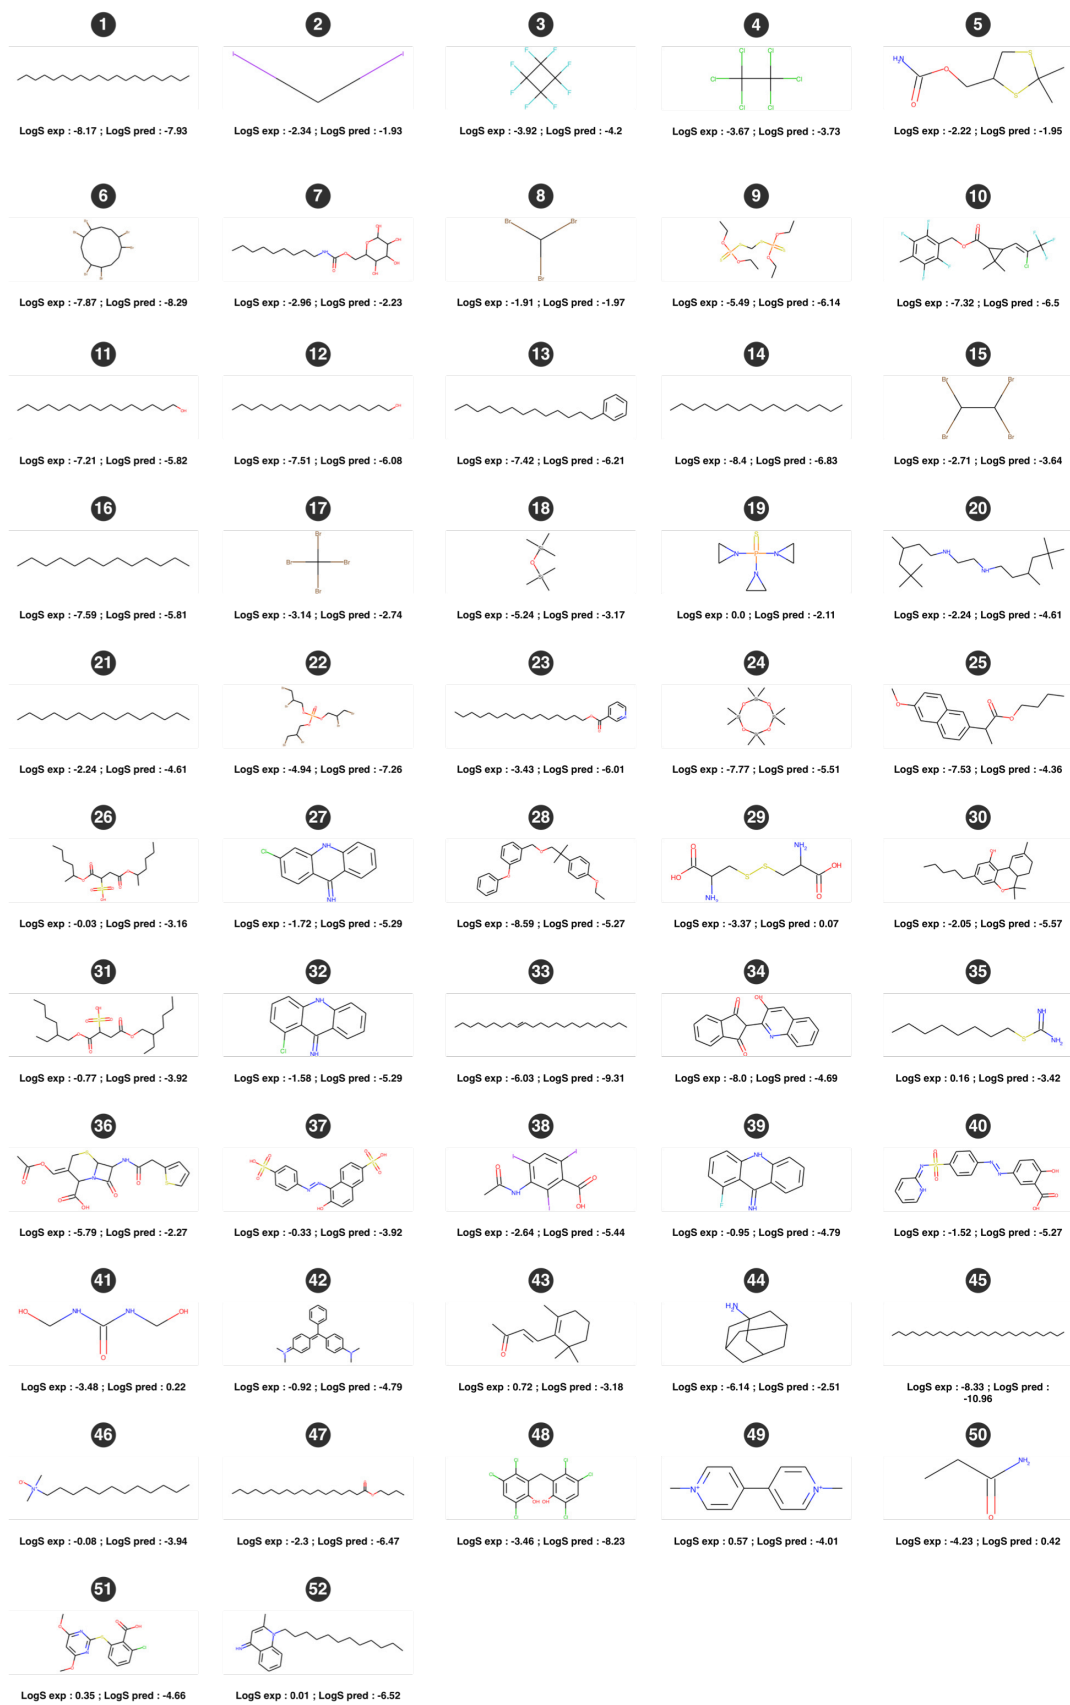 1 2 3 4 5
LogS exp : -8.17 ; LogS pred : -7.93
LogS exp : -2.34 ; LogS pred : -1.93
LogS exp : -3.92 ; LogS pred : -4.2
LogS exp : -3.67 ; LogS pred : -3.73
LogS exp : -2.22 ; LogS pred : -1.95
6 7 8 9 10
LogS exp : -7.87 ; LogS pred : -8.29
LogS exp : -2.96 ; LogS pred : -2.23
LogS exp : -1.91 ; LogS pred : -1.97
LogS exp : -5.49 ; LogS pred : -6.14
LogS exp : -7.32 ; LogS pred : -6.5
11 12 13 14 15
LogS exp : -7.21 ; LogS pred : -5.82
LogS exp : -7.51 ; LogS pred : -6.08
LogS exp : -7.42 ; LogS pred : -6.21
LogS exp : -8.4 ; LogS pred : -6.83
LogS exp : -2.71 ; LogS pred : -3.64
16 17 18 19 20
LogS exp : -7.59 ; LogS pred : -5.81
LogS exp : -3.14 ; LogS pred : -2.74
LogS exp : -5.24 ; LogS pred : -3.17
LogS exp : 0.0 ; LogS pred : -2.11
LogS exp : -2.24 ; LogS pred : -4.61
21 22 23 24 25
LogS exp : -2.24 ; LogS pred : -4.61
LogS exp : -4.94 ; LogS pred : -7.26
LogS exp : -3.43 ; LogS pred : -6.01
LogS exp : -7.77 ; LogS pred : -5.51
LogS exp : -7.53 ; LogS pred : -4.36
26 27 28 29 30
LogS exp : -0.03 ; LogS pred : -3.16
LogS exp : -1.72 ; LogS pred : -5.29
LogS exp : -8.59 ; LogS pred : -5.27
LogS exp : -3.37 ; LogS pred : 0.07
LogS exp : -2.05 ; LogS pred : -5.57
31 32 33 34 35
LogS exp : -0.77 ; LogS pred : -3.92
LogS exp : -1.58 ; LogS pred : -5.29
LogS exp : -6.03 ; LogS pred : -9.31
LogS exp : -8.0 ; LogS pred : -4.69
LogS exp : 0.16 ; LogS pred : -3.42
36 37 38 39 40
LogS exp : -5.79 ; LogS pred : -2.27
LogS exp : -0.33 ; LogS pred : -3.92
LogS exp : -2.64 ; LogS pred : -5.44
LogS exp : -0.95 ; LogS pred : -4.79
LogS exp : -1.52 ; LogS pred : -5.27
41 42 43 44 45
LogS exp : -3.48 ; LogS pred : 0.22
LogS exp : -0.92 ; LogS pred : -4.79
LogS exp : 0.72 ; LogS pred : -3.18
LogS exp : -6.14 ; LogS pred : -2.51
LogS exp : -8.33 ; LogS pred :
-10.96
46 47 48 49 50
LogS exp : -0.08 ; LogS pred : -3.94
LogS exp : -2.3 ; LogS pred : -6.47
LogS exp : -3.46 ; LogS pred : -8.23
LogS exp : 0.57 ; LogS pred : -4.01
LogS exp : -4.23 ; LogS pred : 0.42
51 52
LogS exp : 0.35 ; LogS pred : -4.66
LogS exp : 0.01 ; LogS pred : -6.52